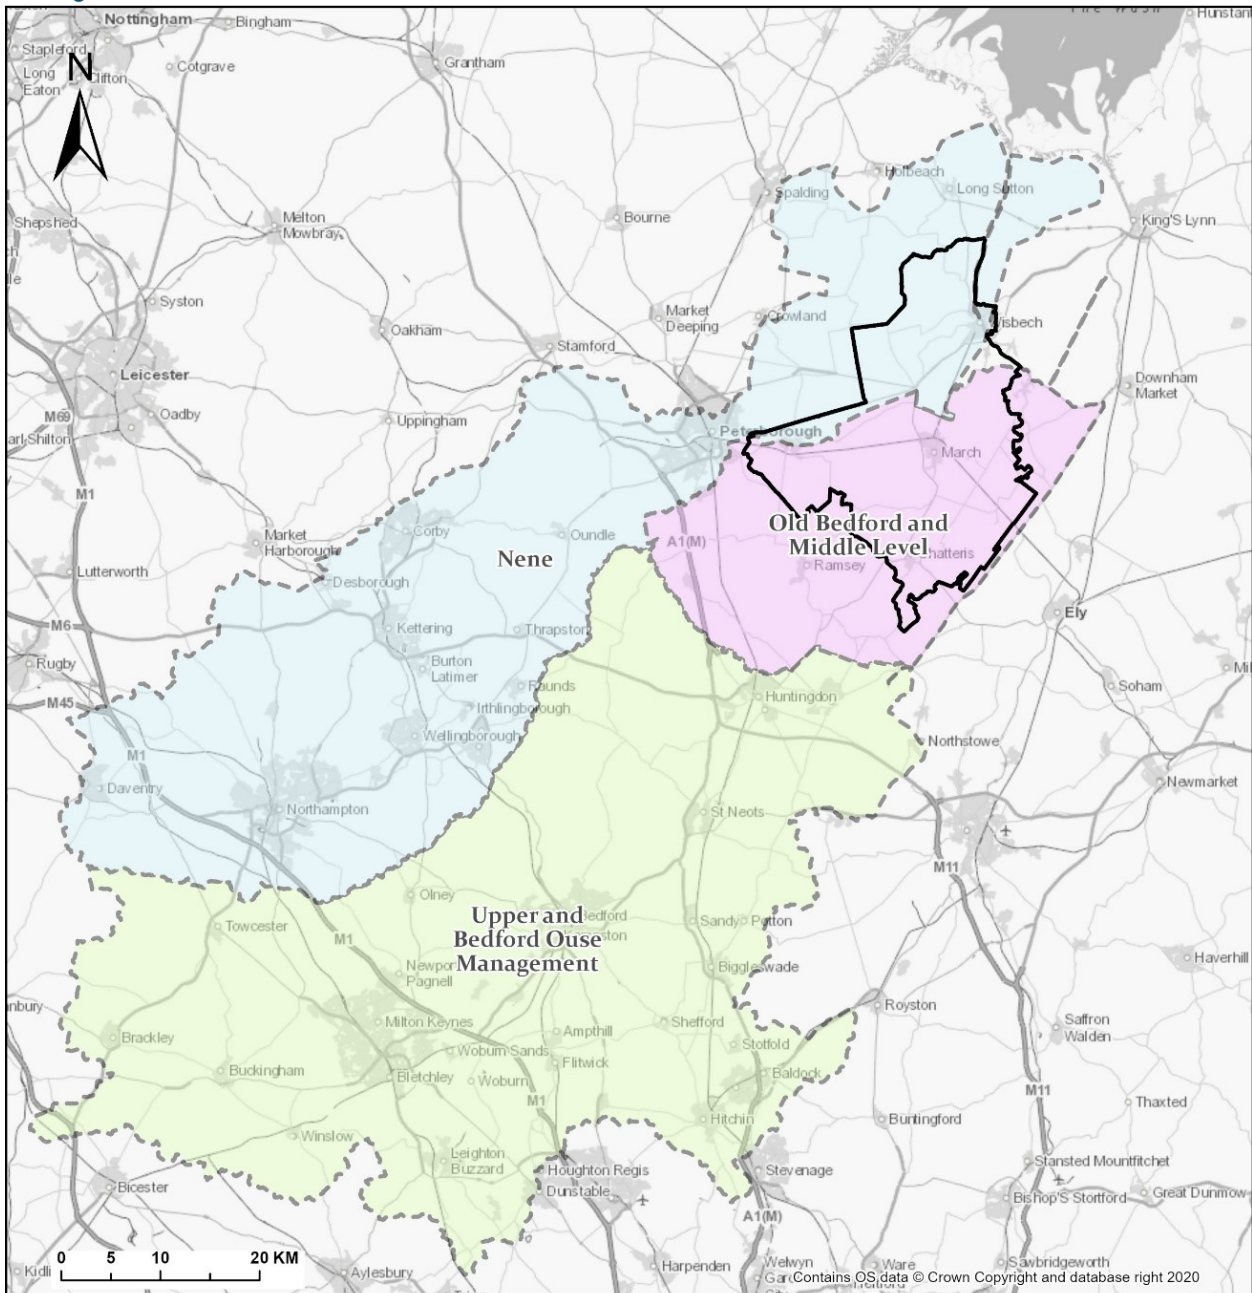 The Wash
Nottingham
Bingham
Stapleford
Cotgrave
Grantham
Long
Eaton
N
Clifton
Holbeach
Spalding
Long Sutton
Shepshed
Melton
Mowbray
Bourne
King'S Lynn
Syston
Market
Deeping
Crowland
Oakham
Stamford
Wisbech
Leicester
Downham
Market
M69
Oadby
Uppingham
Peterborough
March
M1
Old Bedford and
Middle Level
Corby
Oundle
A1(M)
Market
Harborough
Nene
Chatteris
Ramsey
Lutterworth
Desborough
Ely
M6
Kettering
Thrapston
Rugby
Burton
Latimer
Raunds
Soham
M45
Irthlingborough
Huntingdon
Wellingborough
Northstowe
M1
Daventry
Newmarket
Northampton
St Neots
M11
Olney
Upper and
Bedford Ouse
Management
Bedford
Kempston
Towcester
Sandy
Potton
M1
Newport
Pagnell
Biggleswade
Haverhill
Royston
Milton Keynes
Ampthill
Shefford
Saffron
Walden
Brackley
Woburn Sands
Stotfold
Flitwick
Buckingham
Bletchley
Woburn
Baldock
M1
M11
Thaxted
Hitchin
Buntingford
Winslow
Leighton
Buzzard
Houghton Regis
Stevenage
Stansted Mountfitchet
Bicester
Dunstable
Bishop'S Stortford
Great Dunmow
A1(M)
0 5 10 20 KM
Aylesbury
Harpenden
Welwyn
Ware
Sawbridgeworth
Contains OS data © Crown Copyright and database right 2020